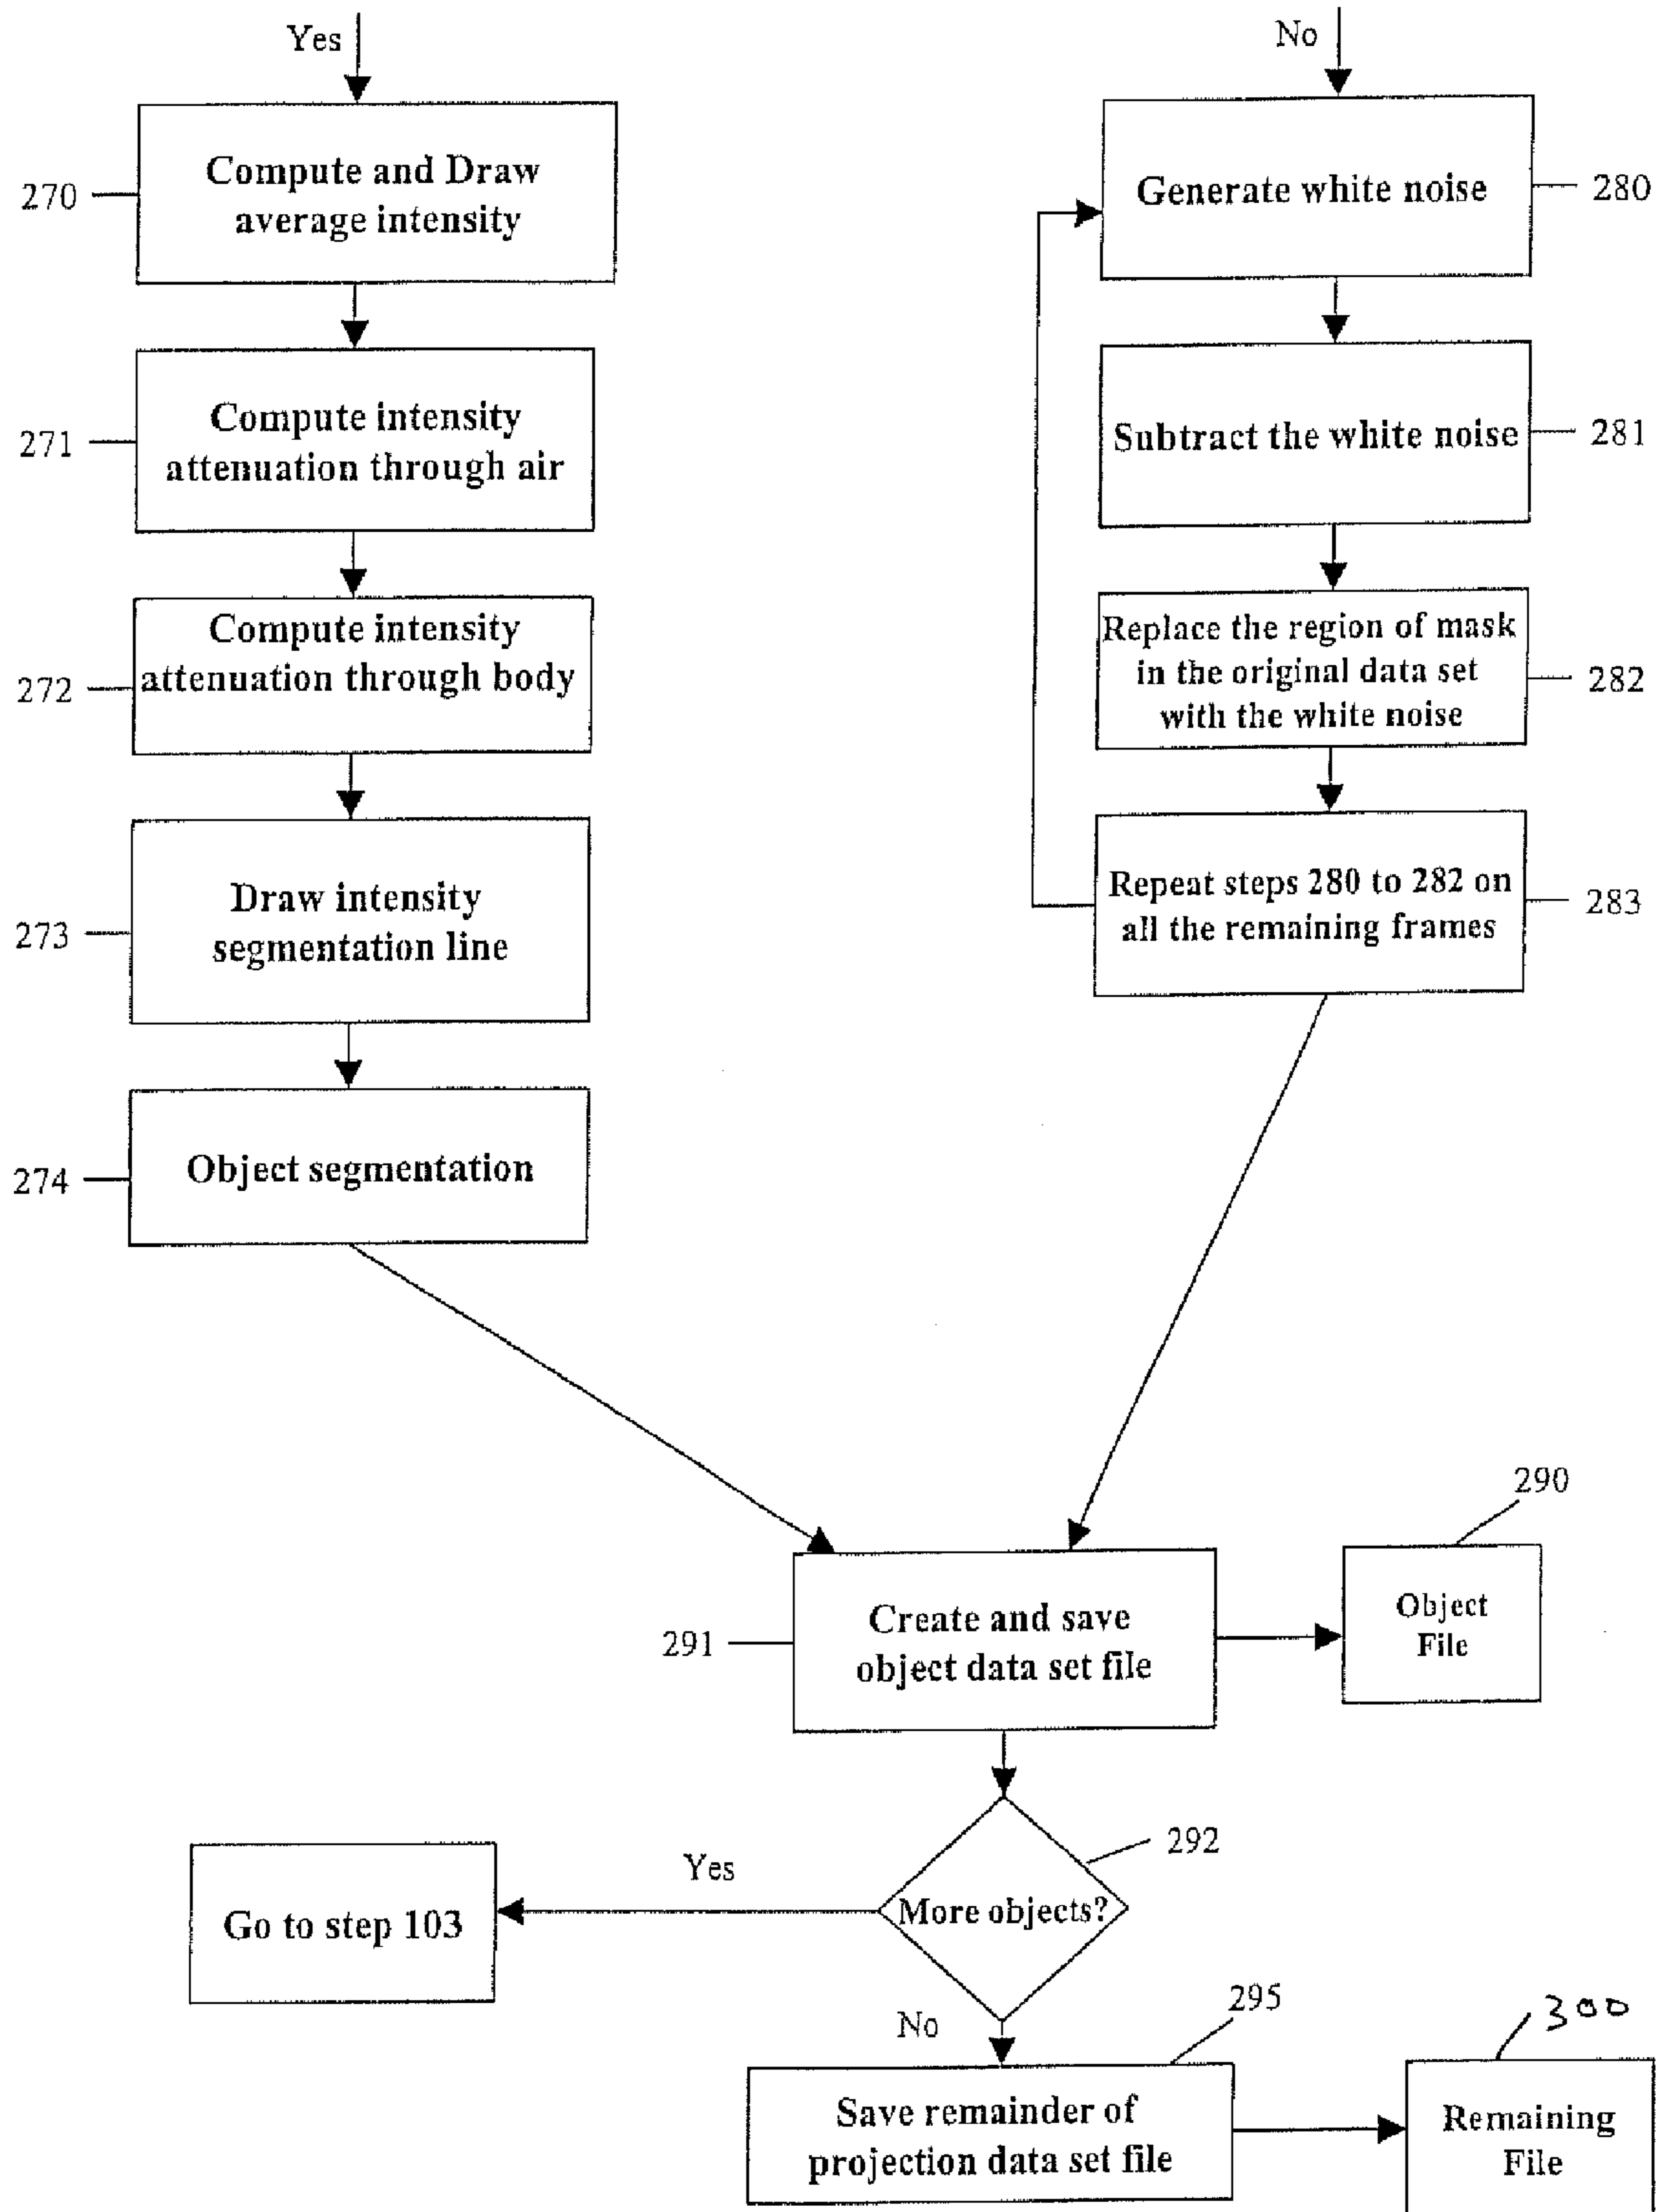 Yes
Compute and Draw
average intensity
270
Compute intensity
attenuation through air
271
Compute intensity
attenuation through body
272
Draw intensity
segmentation line
273
Object segmentation
274
No
Generate white noise
280
Subtract the white noise
281
Replace the region of mask
in the original data set
with the white noise
282
Repeat steps 280 to 282 on
all the remaining frames
283
290
Object
File
Create and save
object data set file
291
292
More objects?
Yes
Go to step 103
No
295
Save remainder of
projection data set file
300
Remaining
File